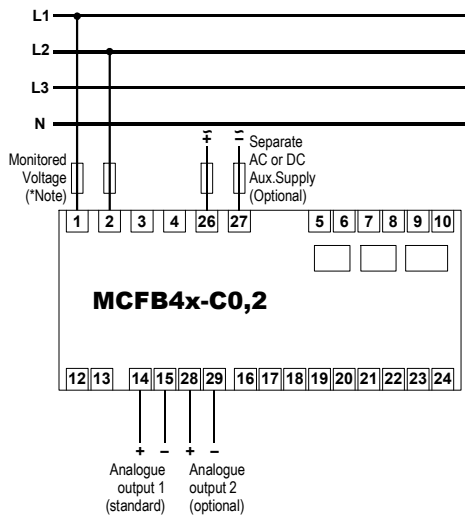 L1
L2
L3
N
Monitored
Voltage
(*Note)
~
+
~
–
Separate
AC or DC
Aux.Supply
(Optional)
1 2 3 4 26 27 5 6 7 8 9 10
MCFB4x-C0,2
12 13 14 15 28 29 16 17 18 19 20 21 22 23 24
+ – + –
Analogue
output 1
(standard)
Analogue
output 2
(optional)